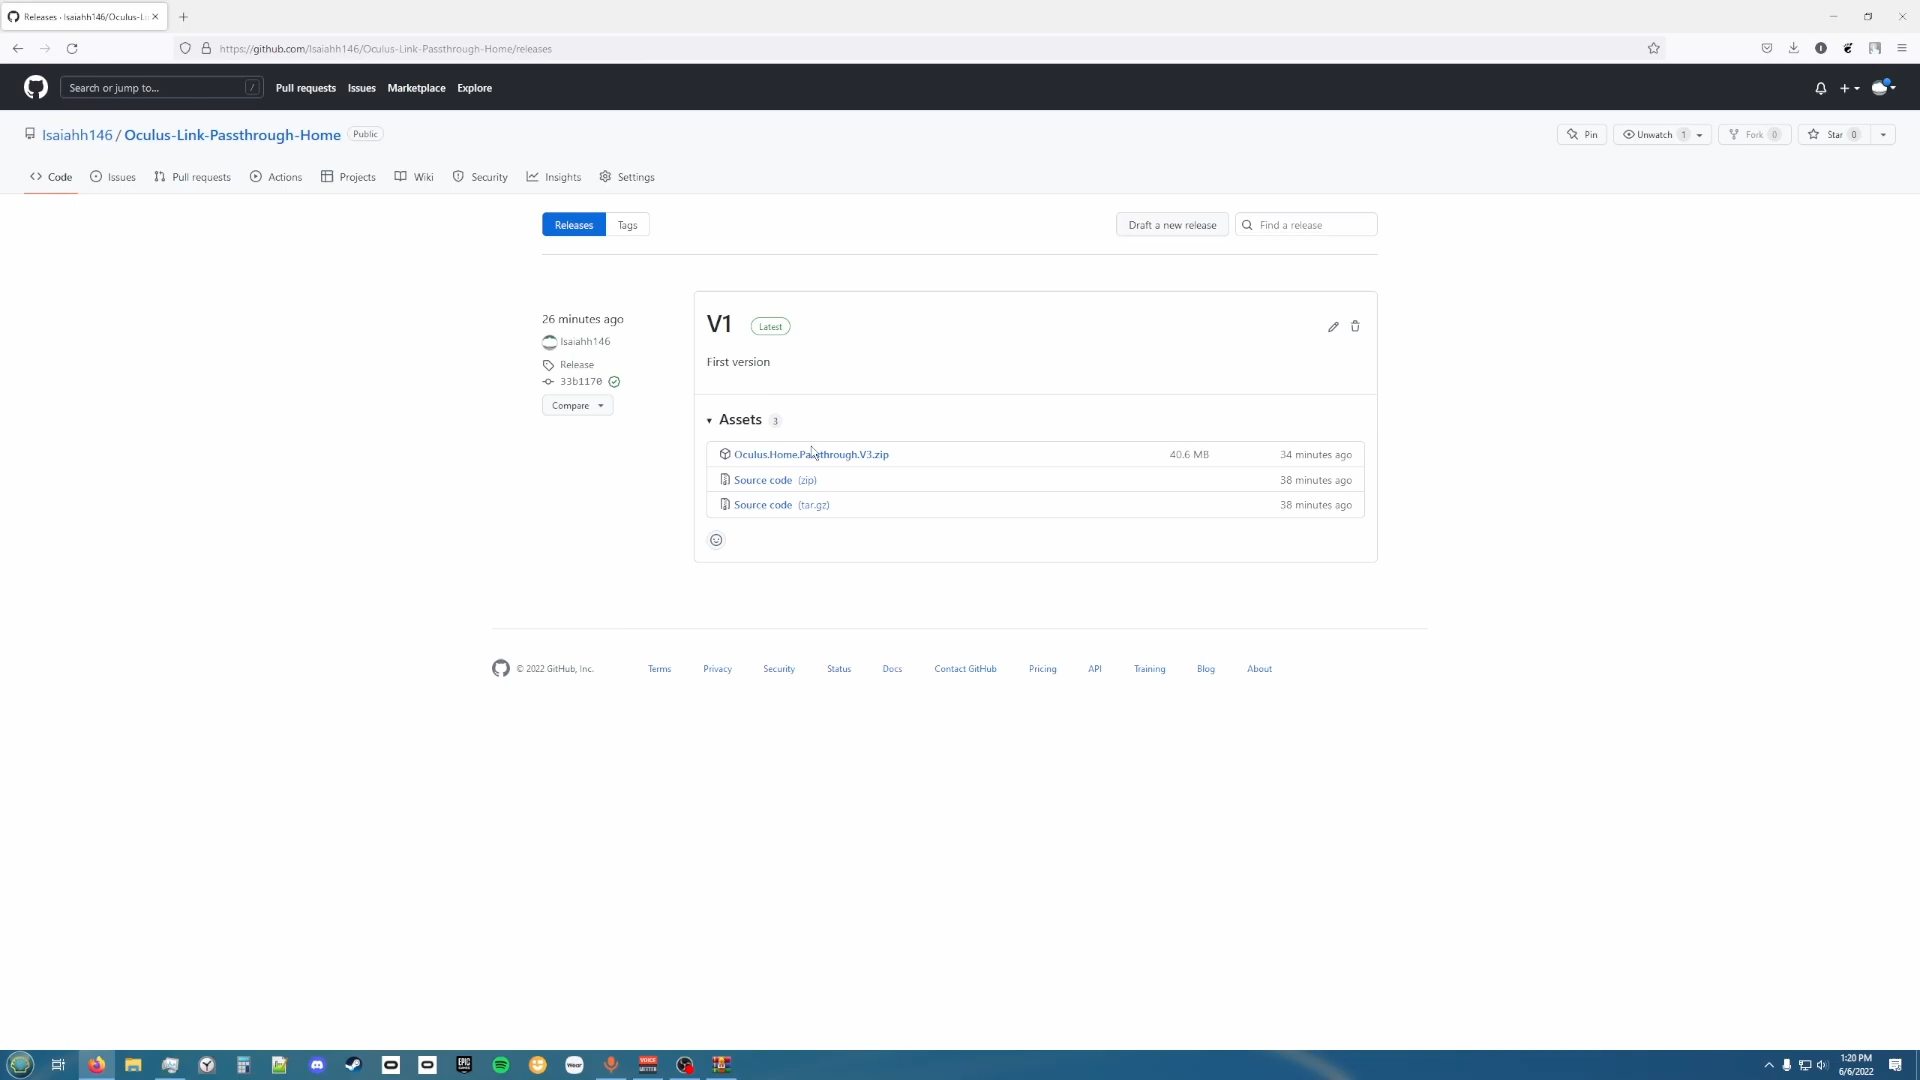 Releases · Isaiahh146/Oculus-L
https://github.com/Isaiahh146/Oculus-Link-Passthrough-Home/releases
Search or jump to... /
Pull requests Issues Marketplace Explore
Isaiahh146 / Oculus-Link-Passthrough-Home Public
Pin Unwatch 1 Fork 0 Star 0
Code Issues Pull requests Actions Projects Wiki Security Insights Settings
Releases Tags
Draft a new release Find a release
26 minutes ago
Isaiahh146
Release
33b1170
Compare
V1 Latest
First version
Assets 3
Oculus.Home.Passthrough.V3.zip 40.6 MB 34 minutes ago
Source code (zip) 38 minutes ago
Source code (tar.gz) 38 minutes ago
© 2022 GitHub, Inc. Terms Privacy Security Status Docs Contact GitHub Pricing API Training Blog About
EPIC GAMES
Wear
VOICE MEETER
1:20 PM
6/6/2022